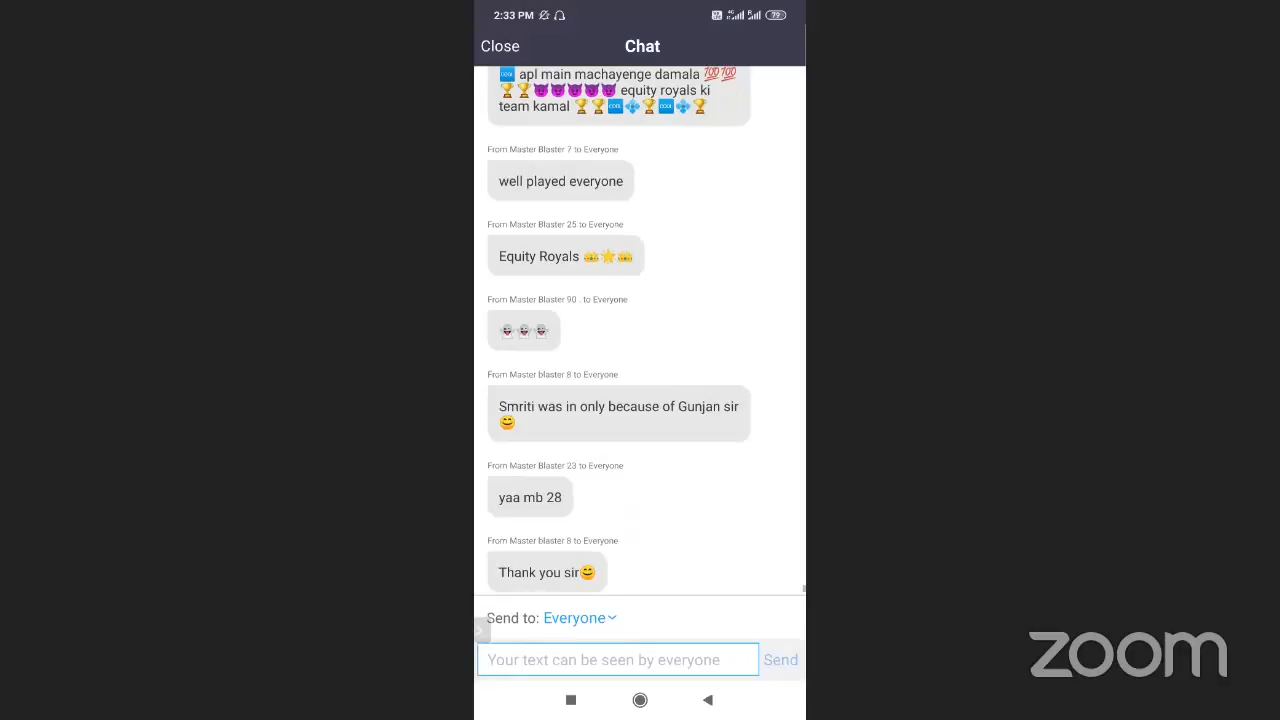 2:33 PM
4G
79
Close
Chat
apl main machayenge damala 💯💯
🏆🏆😈😈😈😈😈 equity royals ki
team kamal 🏆🏆🆒💠🏆🆒💠🏆
From Master Blaster 7 to Everyone
well played everyone
From Master Blaster 25 to Everyone
Equity Royals 👑🌟👑
From Master Blaster 90 . to Everyone
👻👻👻
From Master blaster 8 to Everyone
Smriti was in only because of Gunjan sir
😊
From Master Blaster 23 to Everyone
yaa mb 28
From Master blaster 8 to Everyone
Thank you sir😊
Send to: Everyone
Your text can be seen by everyone
Send
zoom